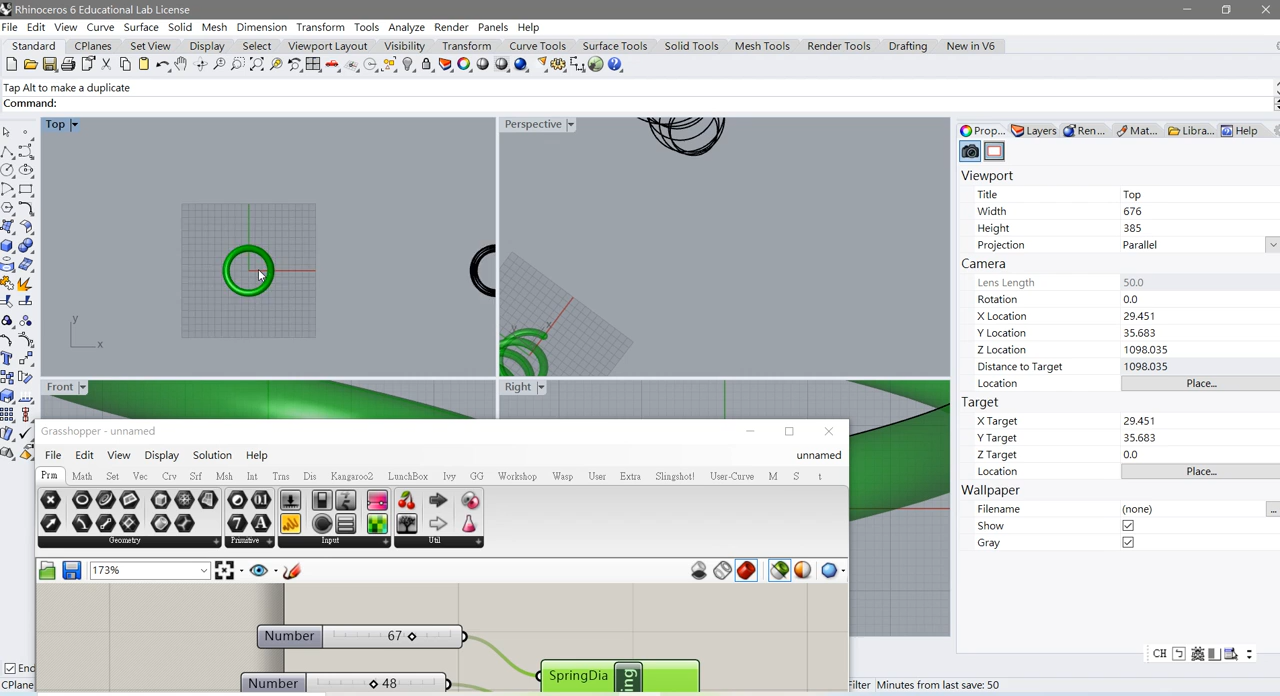 Rhinoceros 6 Educational Lab License
File Edit View Curve Surface Solid Mesh Dimension Transform Tools Analyze Render Panels Help
Standard CPlanes Set View Display Select Viewport Layout Visibility Transform Curve Tools Surface Tools Solid Tools Mesh Tools Render Tools Drafting New in V6
Tap Alt to make a duplicate
Command:
Top
Perspective
Prop... Layers Ren... Mat... Libra... Help
Viewport
Title Top
Width 676
Height 385
Projection Parallel
Camera
Lens Length 50.0
Rotation 0.0
X Location 29.451
Y Location 35.683
Z Location 1098.035
Distance to Target 1098.035
Location Place...
Target
X Target 29.451
Y Target 35.683
Z Target 0.0
Location Place...
Wallpaper
Filename (none) ...
Show
Gray
y
x
y
x
Front
Right
Grasshopper - unnamed
File Edit View Display Solution Help unnamed
Prm Math Set Vec Crv Srf Msh Int Trns Dis Kangaroo2 LunchBox Ivy GG Workshop Wasp User Extra Slingshot! User-Curve M S t
Geometry Primitive Input Util
173%
Number 67
SpringDia
Number 48
CH
End
CPlane
Filter Minutes from last save: 50